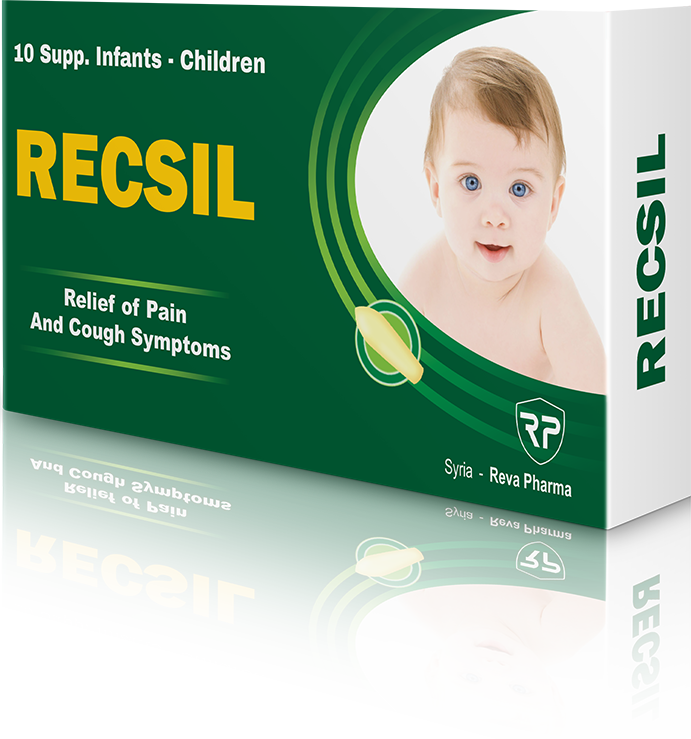 10 Supp. Infants - Children
RECSIL
Relief of Pain
And Cough Symptoms
RP
Syria - Reva Pharma
RECSIL